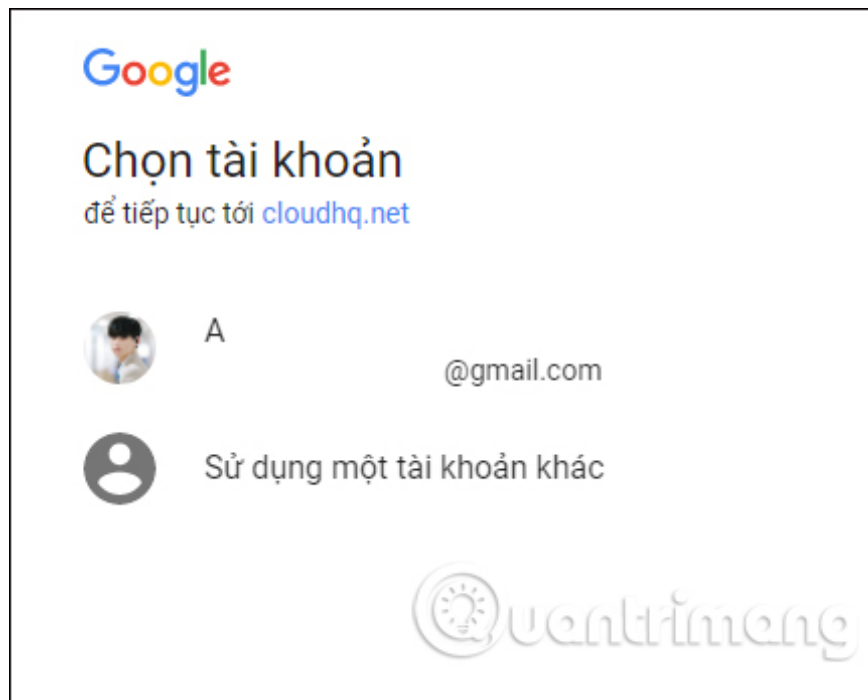 Google
Chọn tài khoản
để tiếp tục tới cloudhq.net
A
@gmail.com
Sử dụng một tài khoản khác
Quantrimang